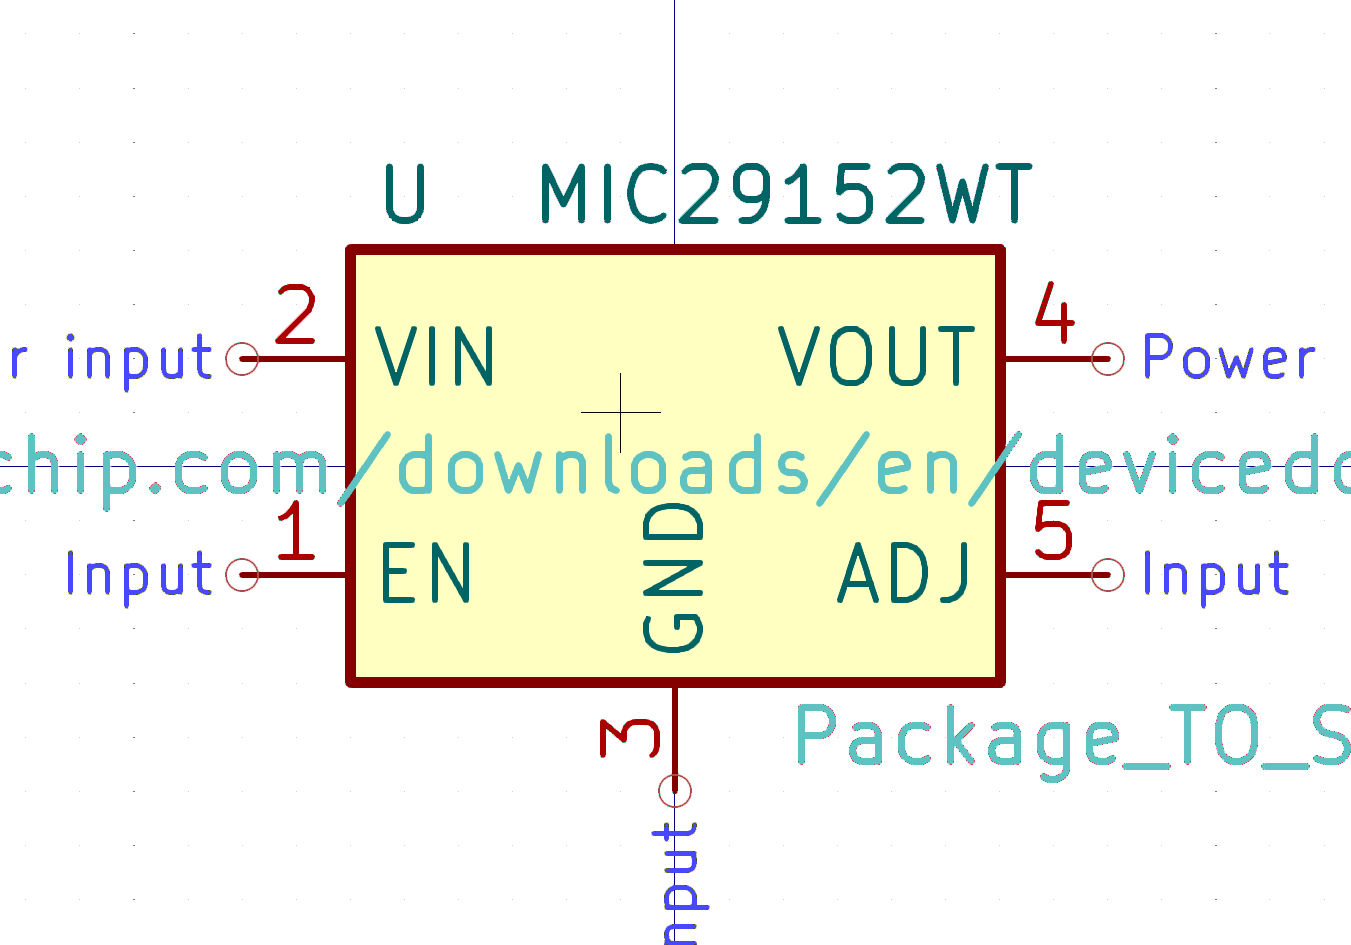 U MIC29152WT
2 4
r input VIN VOUT Power
chip.com/downloads/en/devicedo
1 5
Input EN ADJ Input
GND
3
Package_TO_S
nput